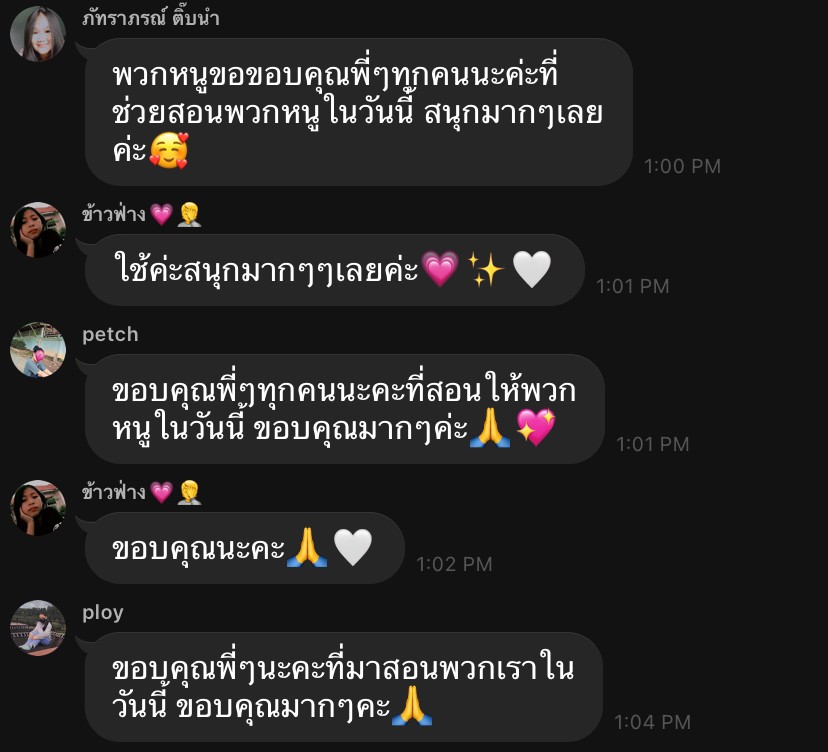 ภัทราภรณ์ ติ๊บนำ
พวกหนูขอขอบคุณพี่ๆทุกคนนะค่ะที่
ช่วยสอนพวกหนูในวันนี้ สนุกมากๆเลย
ค่ะ🥰
1:00 PM
ข้าวฟ่าง💗🤦
ใช้ค่ะสนุกมากๆๆเลยค่ะ💗✨🤍
1:01 PM
petch
ขอบคุณพี่ๆทุกคนนะคะที่สอนให้พวก
หนูในวันนี้ ขอบคุณมากๆค่ะ🙏💖
1:01 PM
ข้าวฟ่าง💗🤦
ขอบคุณนะคะ🙏🤍
1:02 PM
ploy
ขอบคุณพี่ๆนะคะที่มาสอนพวกเราใน
วันนี้ ขอบคุณมากๆคะ🙏
1:04 PM